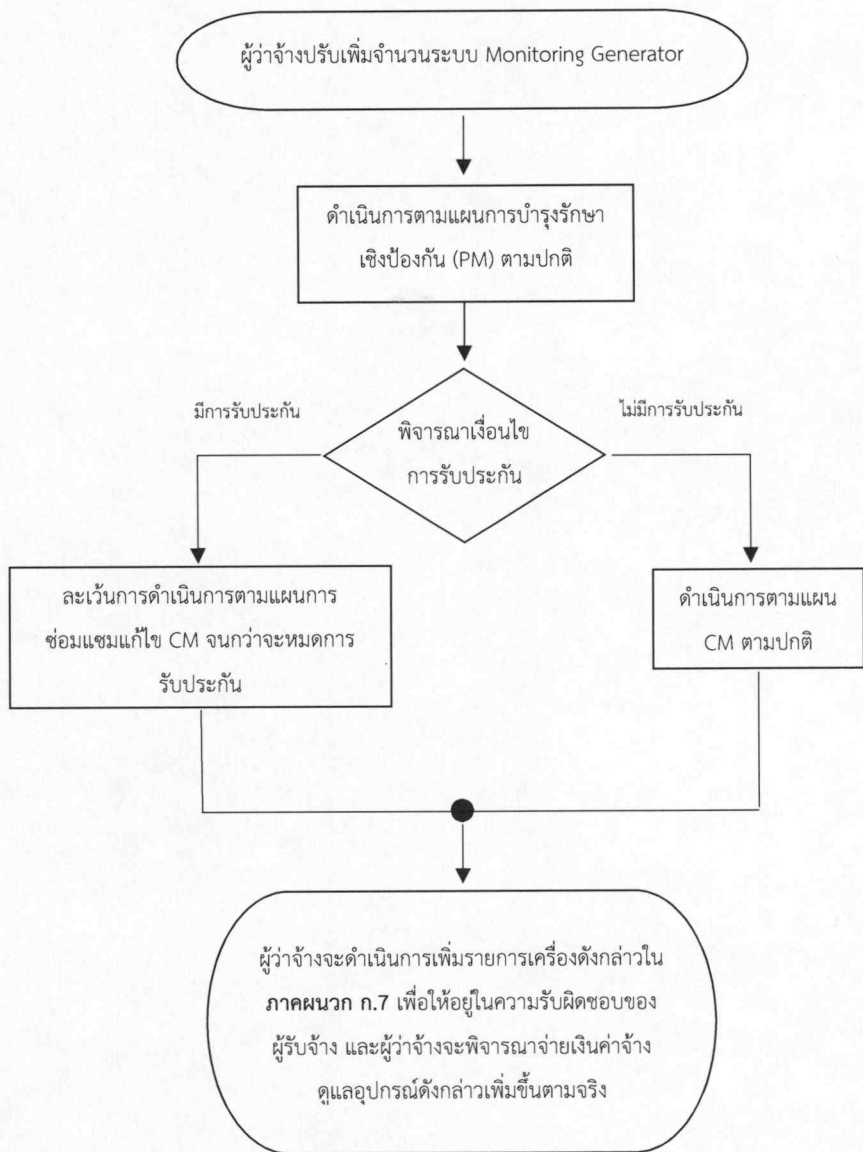 ผู้ว่าจ้างปรับเพิ่มจำนวนระบบ Monitoring Generator
ดำเนินการตามแผนการบำรุงรักษา
เชิงป้องกัน (PM) ตามปกติ
มีการรับประกัน
ไม่มีการรับประกัน
พิจารณาเงื่อนไข
การรับประกัน
ละเว้นการดำเนินการตามแผนการ
ซ่อมแซมแก้ไข CM จนกว่าจะหมดการ
รับประกัน
ดำเนินการตามแผน
CM ตามปกติ
ผู้ว่าจ้างจะดำเนินการเพิ่มรายการเครื่องดังกล่าวใน
ภาคผนวก ก.7 เพื่อให้อยู่ในความรับผิดชอบของ
ผู้รับจ้าง และผู้ว่าจ้างจะพิจารณาจ่ายเงินค่าจ้าง
ดูแลอุปกรณ์ดังกล่าวเพิ่มขึ้นตามจริง